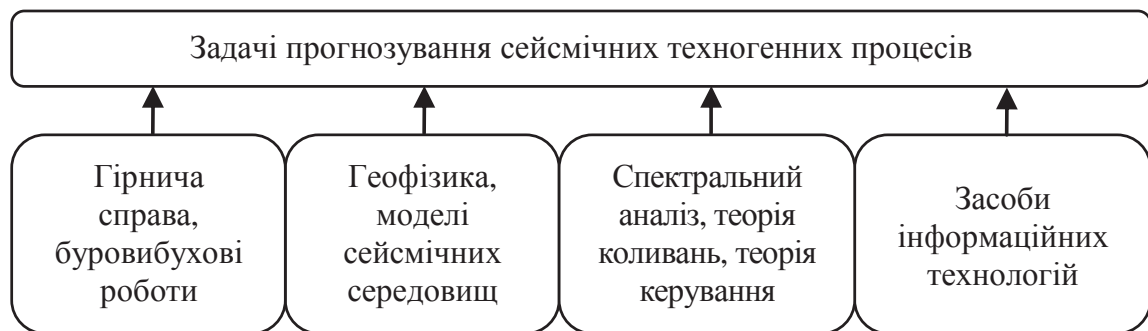 Задачі прогнозування сейсмічних техногенних процесів
Гірнича
справа,
буровибухові
роботи
Геофізика,
моделі
сейсмічних
середовищ
Спектральний
аналіз, теорія
коливань, теорія
керування
Засоби
інформаційних
технологій